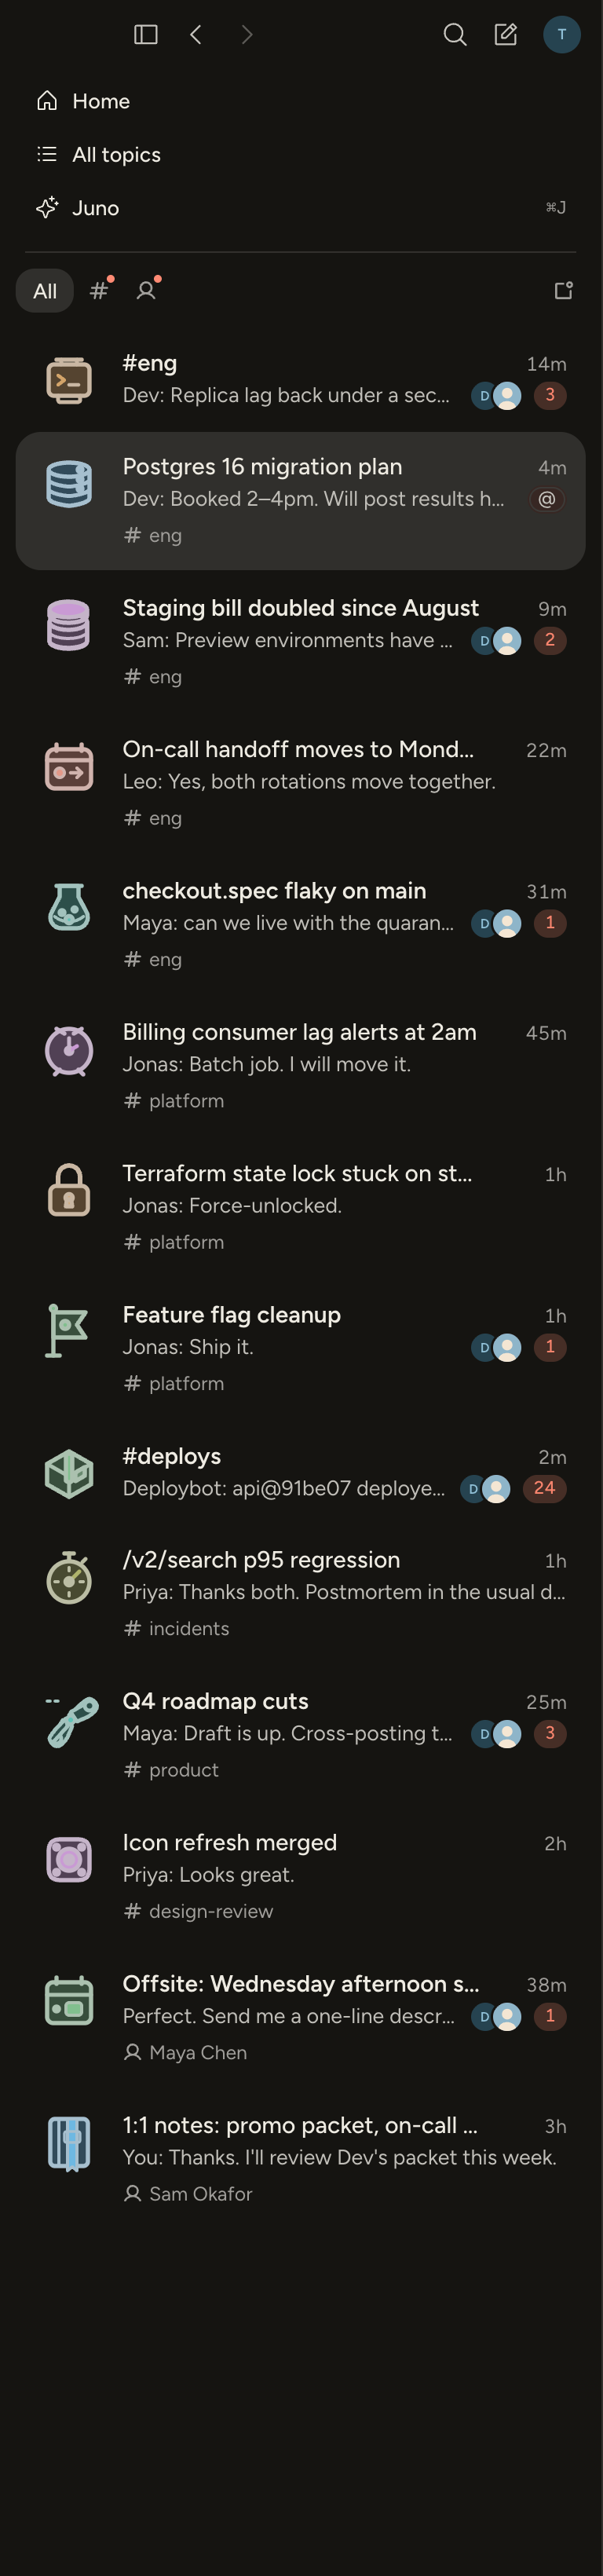 T
Home
All topics
Juno ⌘J
All
#eng 14m
Dev: Replica lag back under a sec... D 3
Postgres 16 migration plan 4m
Dev: Booked 2–4pm. Will post results h... @
# eng
Staging bill doubled since August 9m
Sam: Preview environments have ... D 2
# eng
On-call handoff moves to Mond... 22m
Leo: Yes, both rotations move together.
# eng
checkout.spec flaky on main 31m
Maya: can we live with the quaran... D 1
# eng
Billing consumer lag alerts at 2am 45m
Jonas: Batch job. I will move it.
# platform
Terraform state lock stuck on st... 1h
Jonas: Force-unlocked.
# platform
Feature flag cleanup 1h
Jonas: Ship it. D 1
# platform
#deploys 2m
Deploybot: api@91be07 deploye... D 24
/v2/search p95 regression 1h
Priya: Thanks both. Postmortem in the usual d...
# incidents
Q4 roadmap cuts 25m
Maya: Draft is up. Cross-posting t... D 3
# product
Icon refresh merged 2h
Priya: Looks great.
# design-review
Offsite: Wednesday afternoon s... 38m
Perfect. Send me a one-line descr... D 1
Maya Chen
1:1 notes: promo packet, on-call ... 3h
You: Thanks. I'll review Dev's packet this week.
Sam Okafor